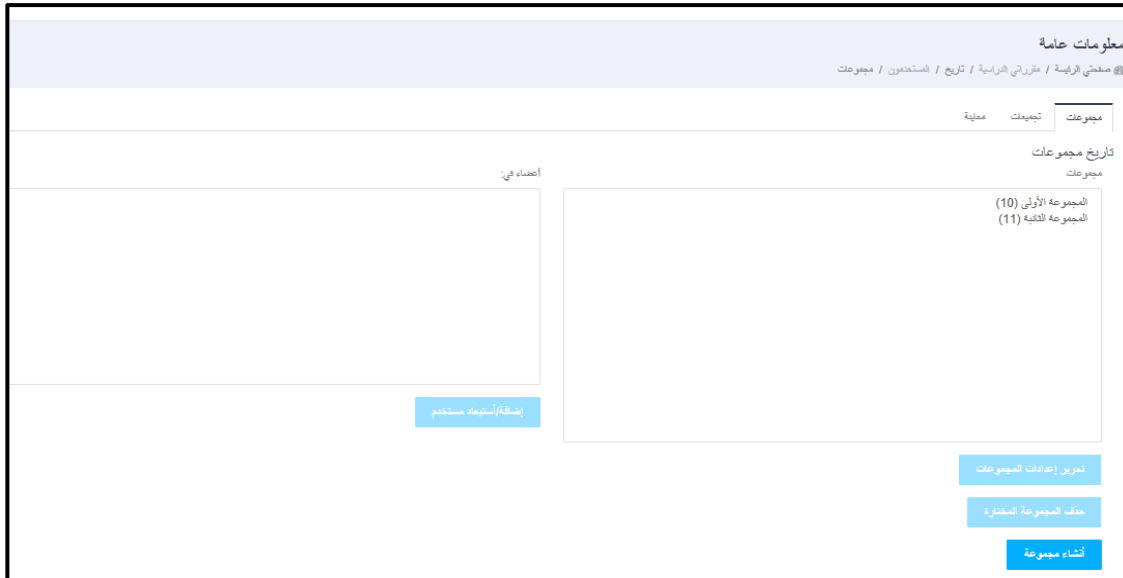 معلومات عامة
صفحتي الرئيسة / مقرراتي الدراسية / تاريخ / المستخدمون / مجموعات
مجموعات تجميعات معاينة
تاريخ مجموعات
مجموعات
المجموعة الأولى (10)
المجموعة الثانية (11)
تحرير إعدادات المجموعات
حذف المجموعة المختارة
أنشاء مجموعة
أعضاء في:
إضافة/أستبعاد مستخدم